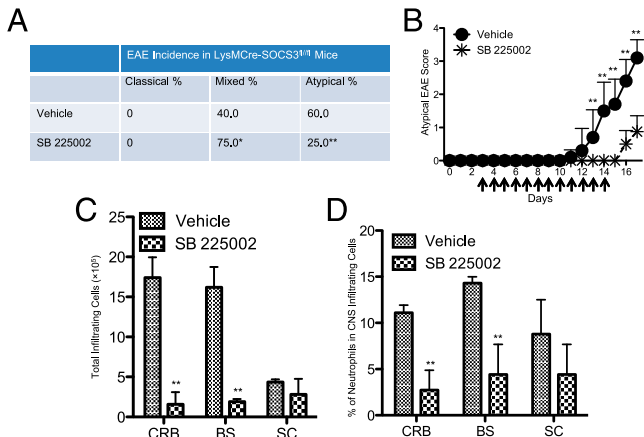 A
EAE Incidence in LysMCre-SOCS3fl/fl Mice
Classical % Mixed % Atypical %
Vehicle 0 40.0 60.0
SB 225002 0 75.0* 25.0**
B
Vehicle
SB 225002
Atypical EAE Score
4
3
2
1
0
** ** ** ** **
0 2 4 6 8 10 12 14 16
Days
C
Vehicle
SB 225002
Total Infiltrating Cells (×10⁵)
20
15
10
5
0
** **
CRB BS SC
D
Vehicle
SB 225002
% of Neutrophils in CNS Infiltrating Cells
15
10
5
0
** **
CRB BS SC